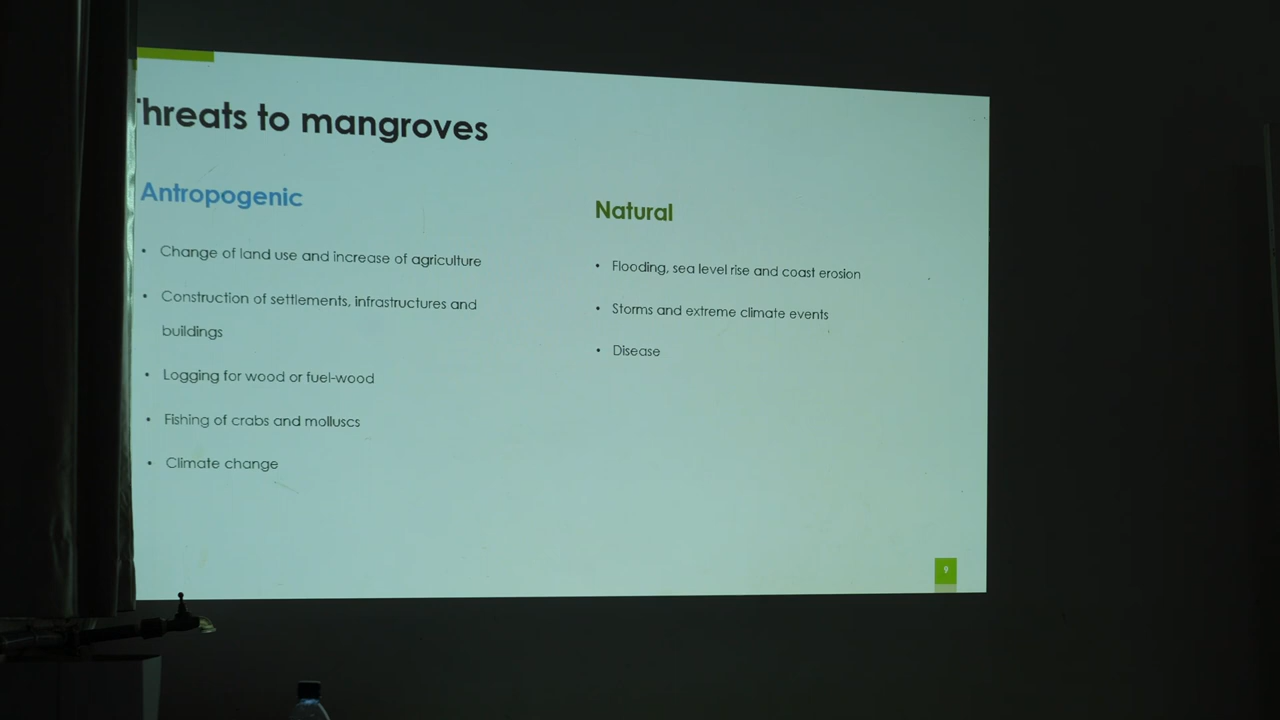 Threats to mangroves
Antropogenic
• Change of land use and increase of agriculture
• Construction of settlements, infrastructures and
buildings
• Logging for wood or fuel-wood
• Fishing of crabs and molluscs
• Climate change
Natural
• Flooding, sea level rise and coast erosion
• Storms and extreme climate events
• Disease
9